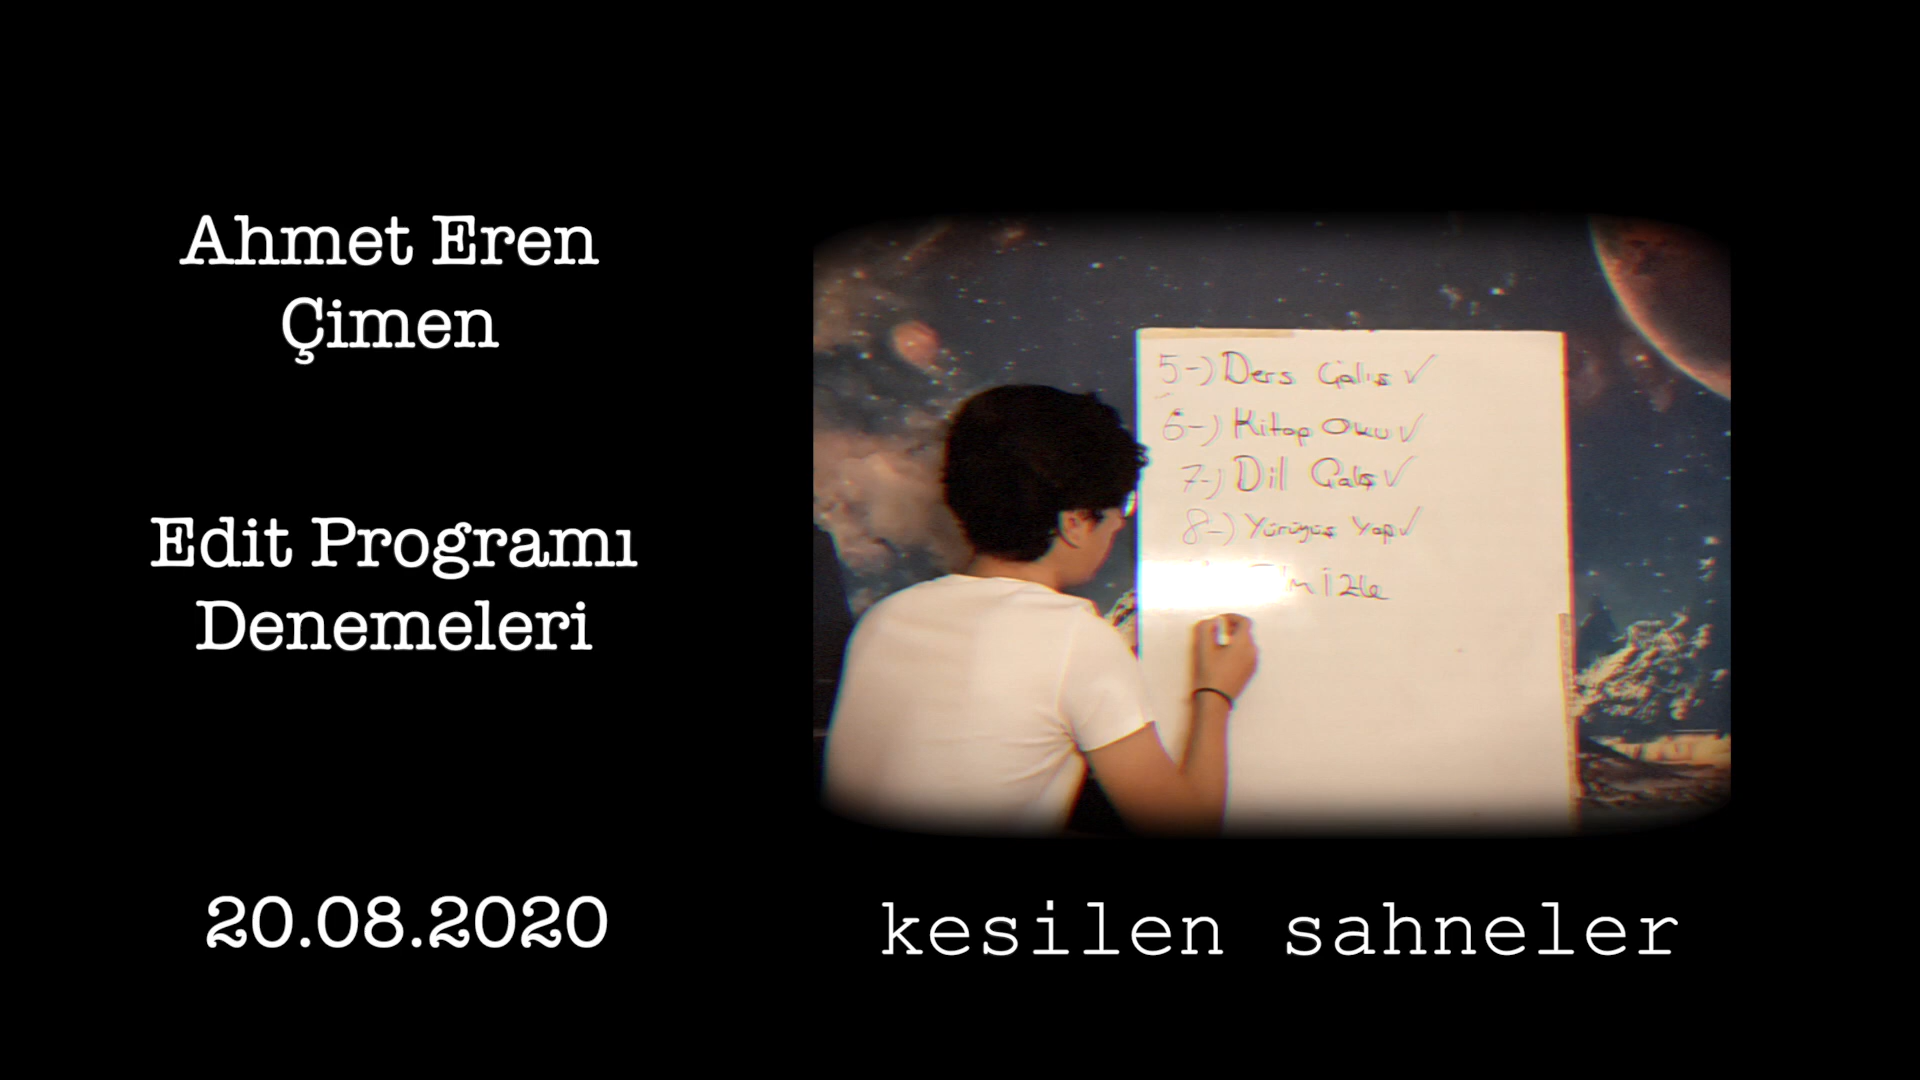 Ahmet Eren
Çimen
Edit Programı
Denemeleri
20.08.2020
5-) Ders Çalış ✓
6-) Kitap Oku ✓
7-) Dil Çalış ✓
8-) Yürüyüş Yap ✓
İzle
kesilen sahneler